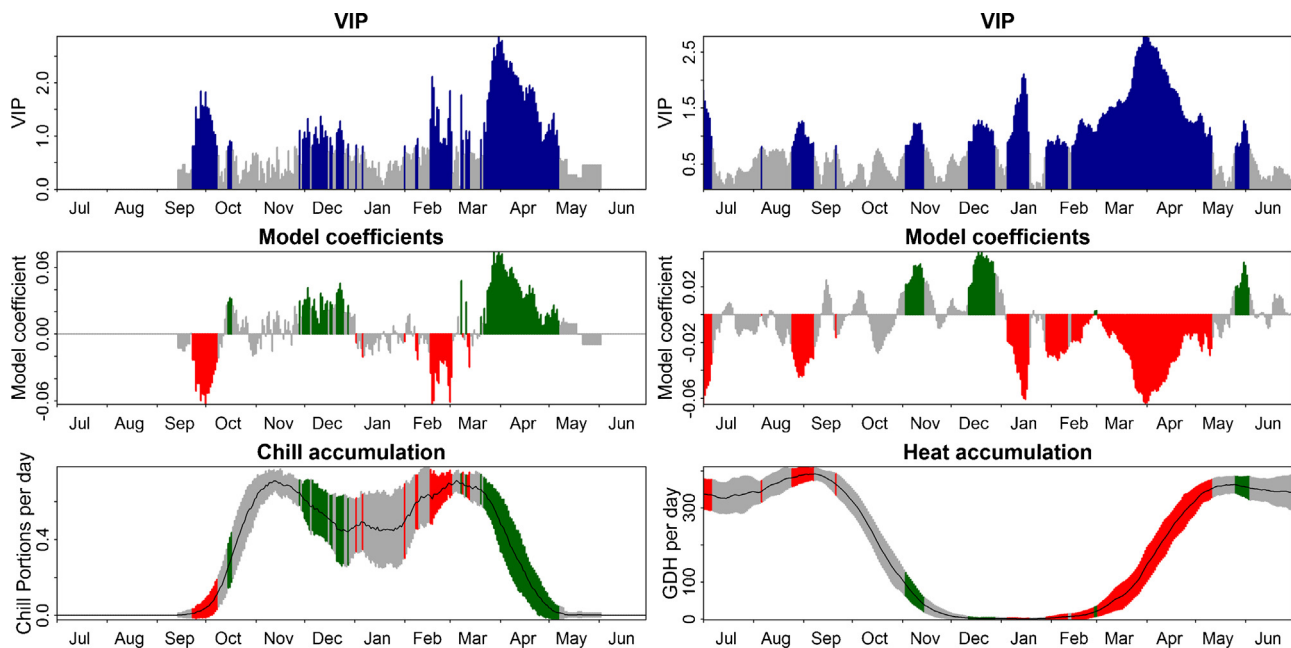 VIP
VIP
2.0
1.0
0.0
Jul Aug Sep Oct Nov Dec Jan Feb Mar Apr May Jun
Model coefficients
Model coefficient
0.06
0.00
-0.06
Jul Aug Sep Oct Nov Dec Jan Feb Mar Apr May Jun
Chill accumulation
Chill Portions per day
0.4
0.0
Jul Aug Sep Oct Nov Dec Jan Feb Mar Apr May Jun
VIP
VIP
2.5
1.5
0.5
Jul Aug Sep Oct Nov Dec Jan Feb Mar Apr May Jun
Model coefficients
Model coefficient
0.02
-0.02
-0.06
Jul Aug Sep Oct Nov Dec Jan Feb Mar Apr May Jun
Heat accumulation
GDH per day
300
100
0
Jul Aug Sep Oct Nov Dec Jan Feb Mar Apr May Jun